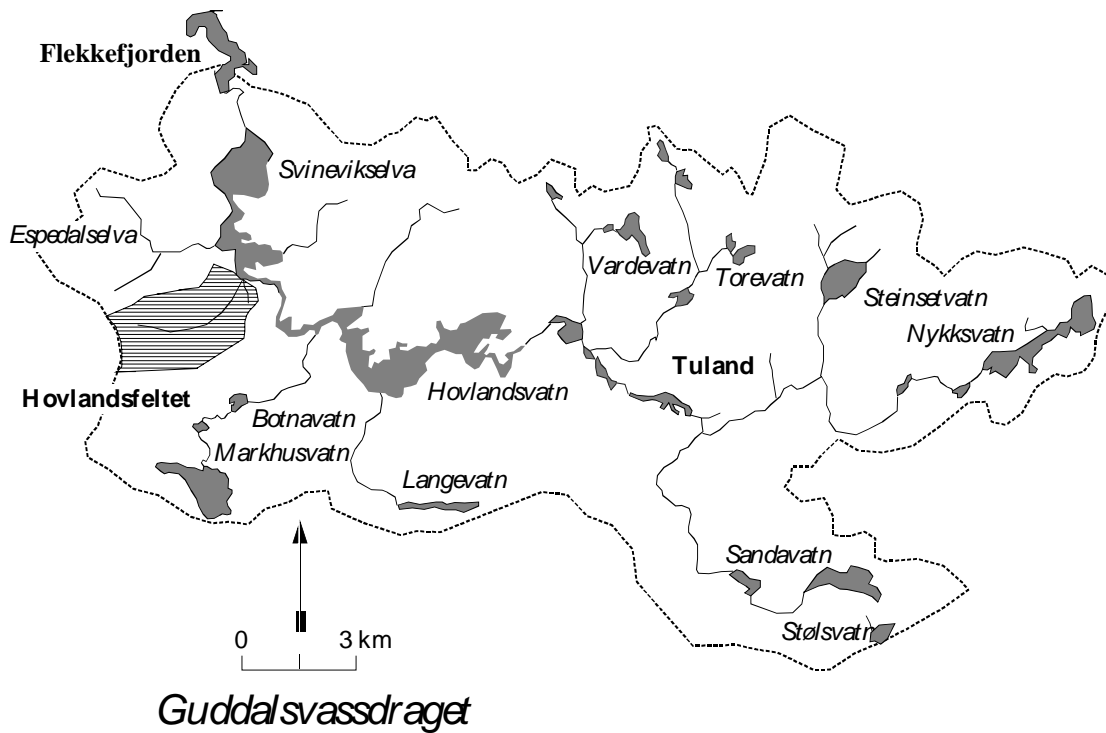 Flekkefjorden
Svinevikselva
Espedalselva
Vardevatn
Torevatn
Steinsetvatn
Nykksvatn
Tuland
Hovlandsvatn
Hovlandsfeltet
Botnavatn
Markhusvatn
Langevatn
Sandavatn
Stølsvatn
0 3 km
Guddalsvassdraget